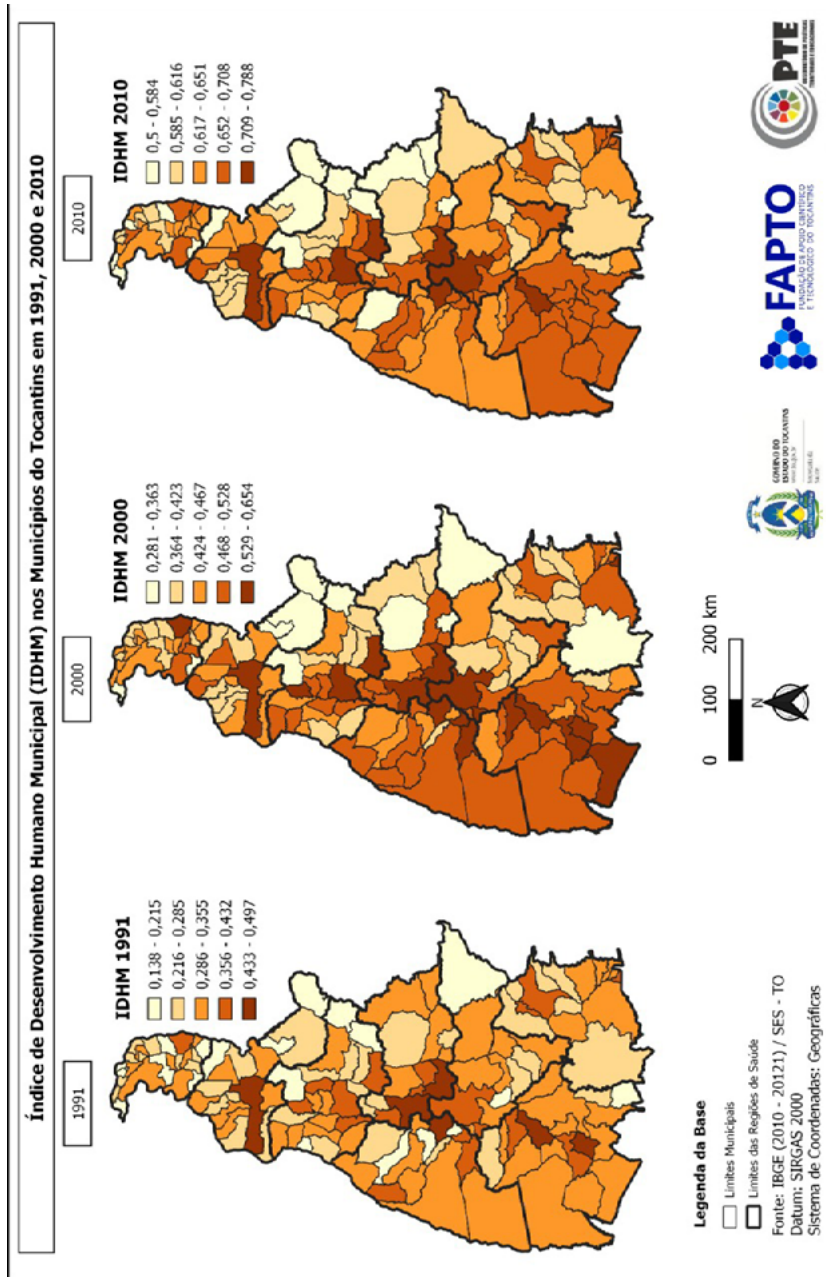 Índice de Desenvolvimento Humano Municipal (IDHM) nos Municípios do Tocantins em 1991, 2000 e 2010
1991
IDHM 1991
0,138 - 0,215
0,216 - 0,285
0,286 - 0,355
0,356 - 0,432
0,433 - 0,497
2000
IDHM 2000
0,281 - 0,363
0,364 - 0,423
0,424 - 0,467
0,468 - 0,528
0,529 - 0,654
2010
IDHM 2010
0,5 - 0,584
0,585 - 0,616
0,617 - 0,651
0,652 - 0,708
0,709 - 0,788
Legenda da Base
Limites Municipais
Limites das Regiões de Saúde
Fonte: IBGE (2010 - 20121) / SES - TO
Datum: SIRGAS 2000
Sistema de Coordenadas: Geográficas
0 100 200 km
N
GOVERNO DO
ESTADO DO TOCANTINS
FAPTO
FUNDAÇÃO DE APOIO CIENTÍFICO
E TECNOLÓGICO DO TOCANTINS
PTE